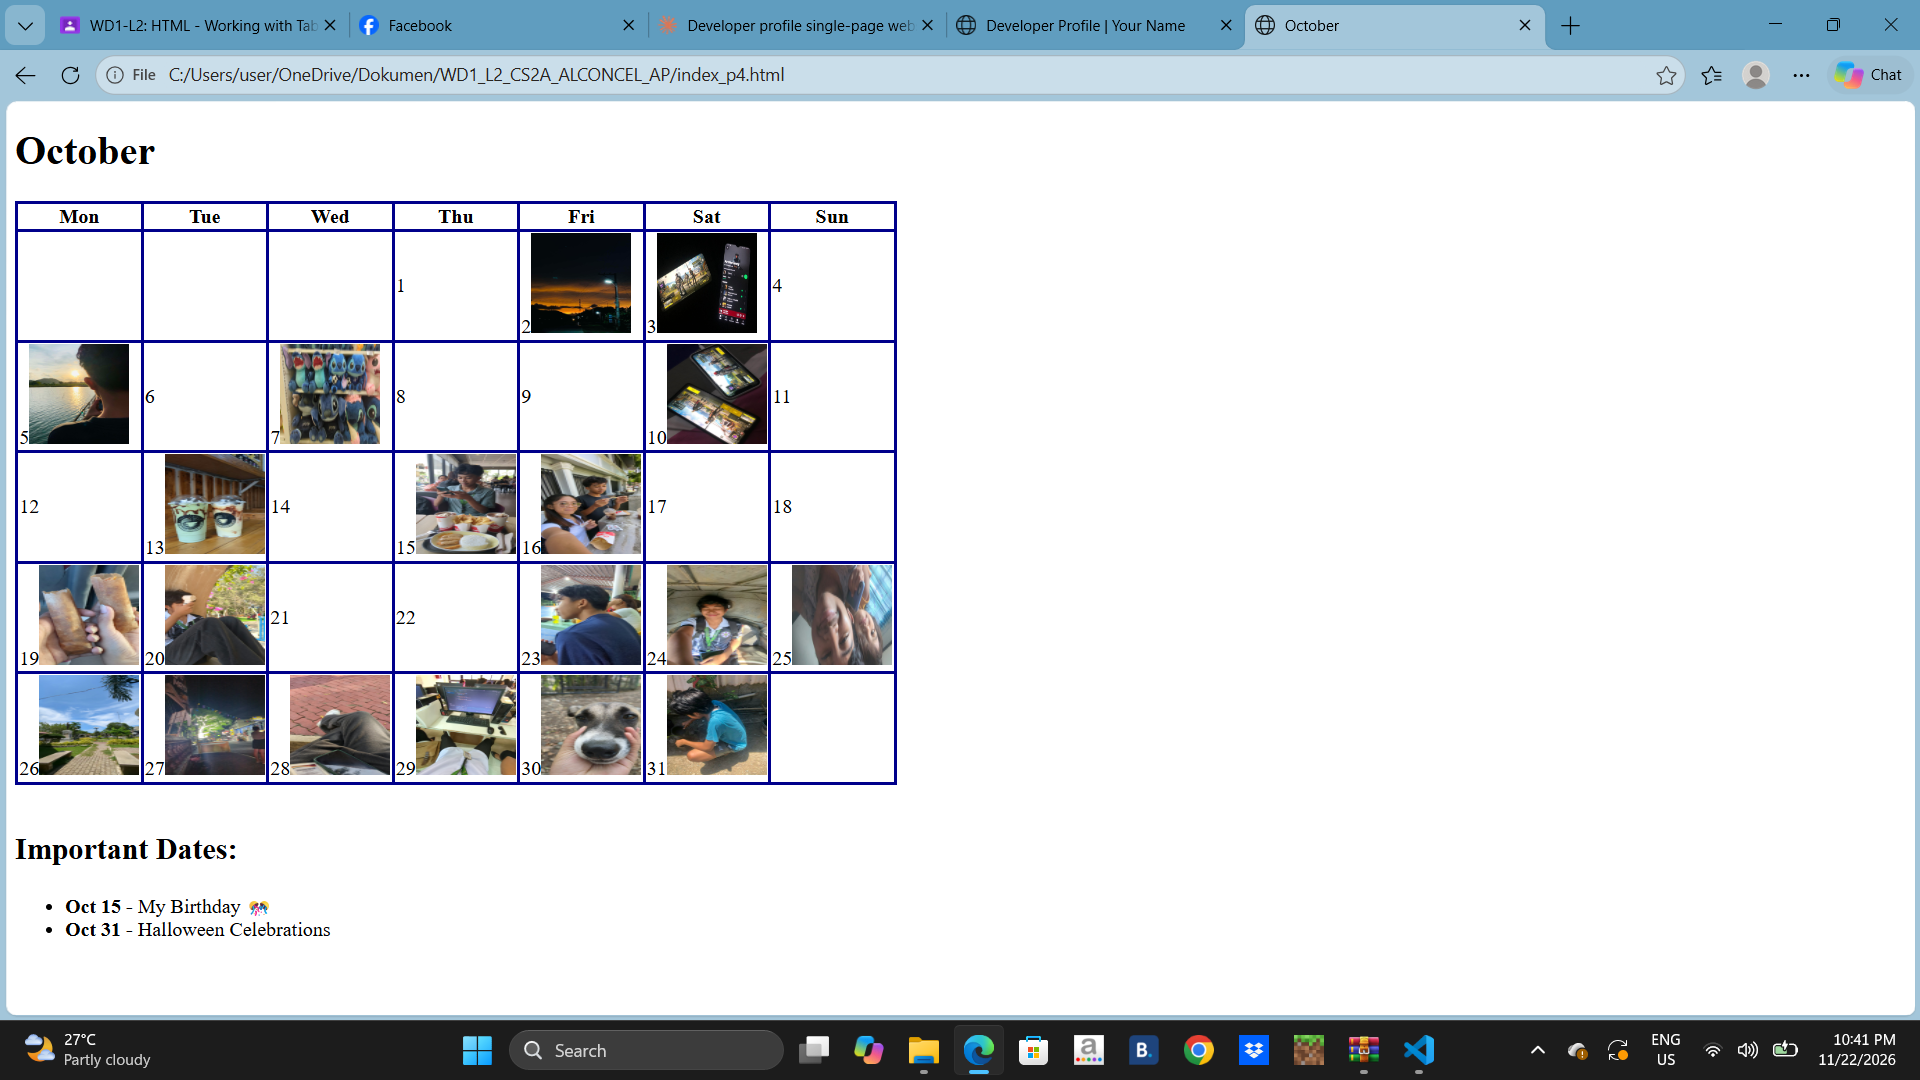 WD1-L2: HTML - Working with Tab
Facebook
Developer profile single-page web
Developer Profile | Your Name
October
File C:/Users/user/OneDrive/Dokumen/WD1_L2_CS2A_ALCONCEL_AP/index_p4.html
Chat
October
Mon Tue Wed Thu Fri Sat Sun
1 2 3 4
5 6 7 8 9 10 11
12 13 14 15 16 17 18
19 20 21 22 23 24 25
26 27 28 29 30 31
Important Dates:
• Oct 15 - My Birthday 🎊
• Oct 31 - Halloween Celebrations
27°C
Partly cloudy
Search
a
B.
ENG
US
10:41 PM
11/22/2026